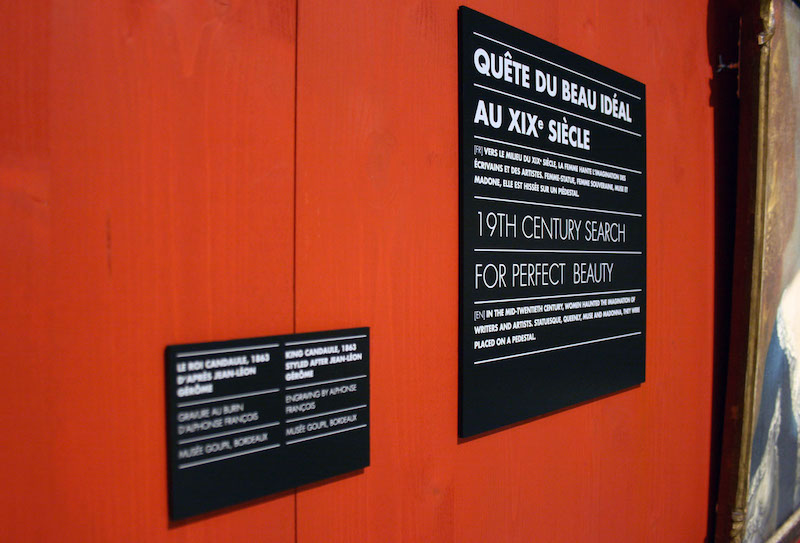 QUÊTE DU BEAU IDÉAL
AU XIXe SIÈCLE
[FR] VERS LE MILIEU DU XIXe SIÈCLE, LA FEMME HANTE L'IMAGINATION DES
ÉCRIVAINS ET DES ARTISTES. FEMME-STATUE, FEMME SOUVERAINE, MUSE ET
MADONE, ELLE EST HISSÉE SUR UN PIÉDESTAL.
19TH CENTURY SEARCH
FOR PERFECT BEAUTY
[EN] IN THE MID-TWENTIETH CENTURY, WOMEN HAUNTED THE IMAGINATION OF
WRITERS AND ARTISTS. STATUESQUE, QUEENLY, MUSE AND MADONNA, THEY WERE
PLACED ON A PEDESTAL.
LE ROI CANDAULE, 1863
D'APRÈS JEAN-LÉON
GÉRÔME
GRAVURE AU BURIN
D'ALPHONSE FRANÇOIS
MUSÉE GOUPIL, BORDEAUX
KING CANDAULE, 1863
STYLED AFTER JEAN-LÉON
GÉRÔME
ENGRAVING BY ALPHONSE
FRANÇOIS
MUSÉE GOUPIL, BORDEAUX